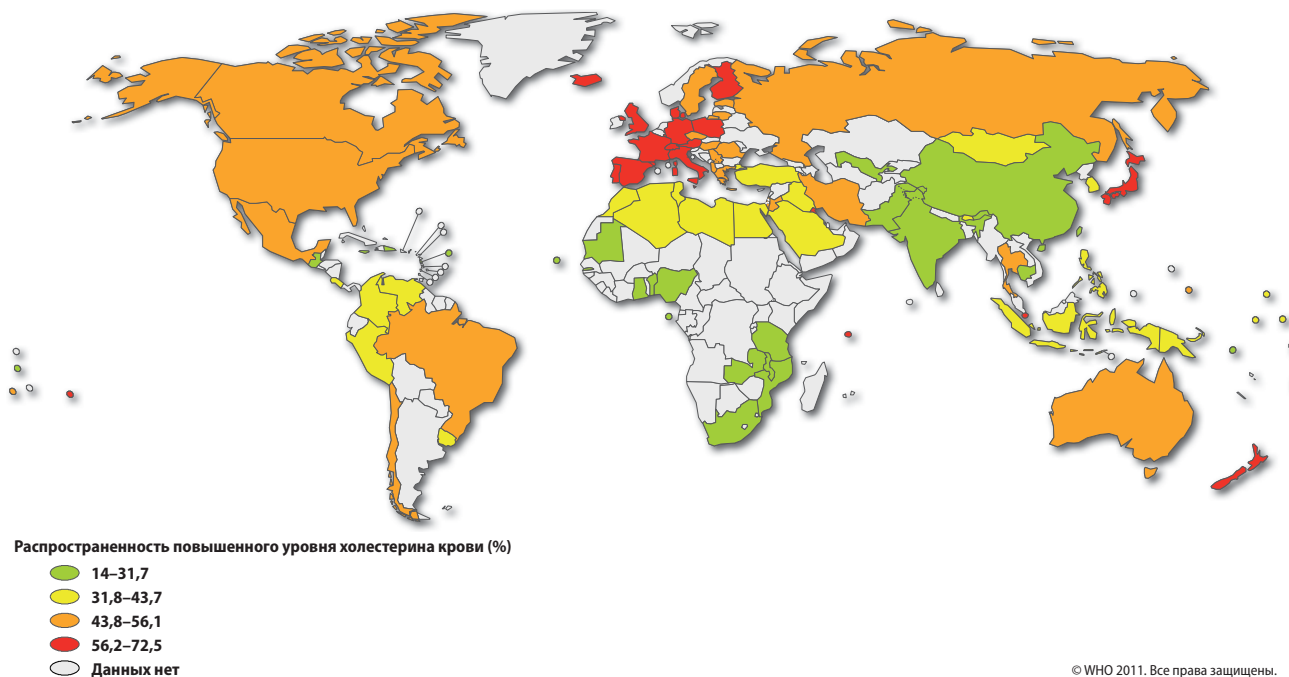 Распространенность повышенного уровня холестерина крови (%)
14–31,7
31,8–43,7
43,8–56,1
56,2–72,5
Данных нет
© WHO 2011. Все права защищены.